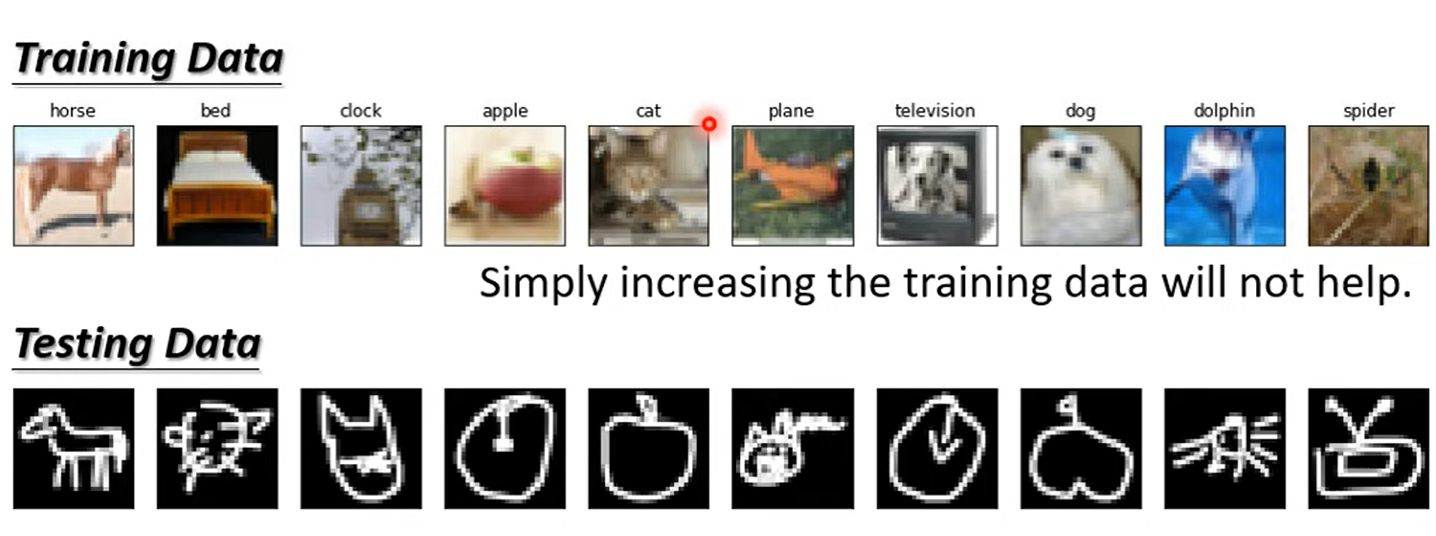 Training Data
horse bed clock apple cat plane television dog dolphin spider
Simply increasing the training data will not help.
Testing Data